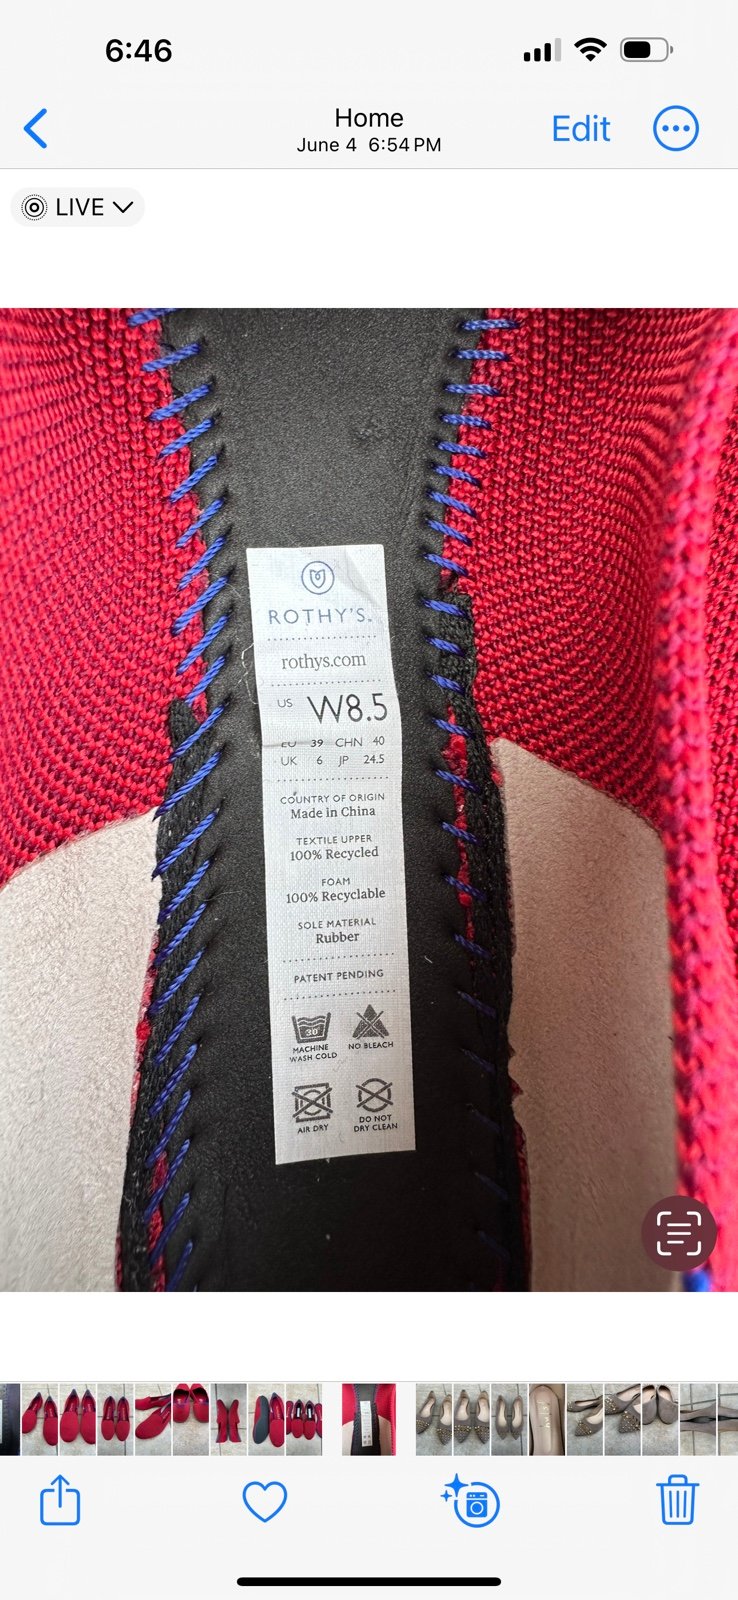 6:46
Home
Edit
June 4 6:54 PM
LIVE
ROTHY'S
rothys.com
US W8.5
EU 39 CHN 40
UK 6 JP 24.5
COUNTRY OF ORIGIN
Made in China
TEXTILE UPPER
100% Recycled
FOAM
100% Recyclable
SOLE MATERIAL
Rubber
PATENT PENDING
30°
MACHINE
WASH COLD
NO BLEACH
AIR DRY
DO NOT
DRY CLEAN